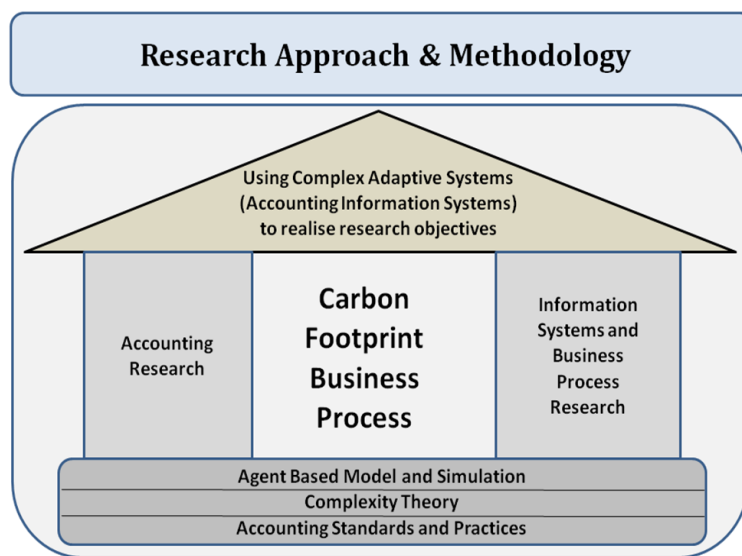 Research Approach & Methodology
Using Complex Adaptive Systems
(Accounting Information Systems)
to realise research objectives
Accounting
Research
Carbon
Footprint
Business
Process
Information
Systems and
Business
Process
Research
Agent Based Model and Simulation
Complexity Theory
Accounting Standards and Practices